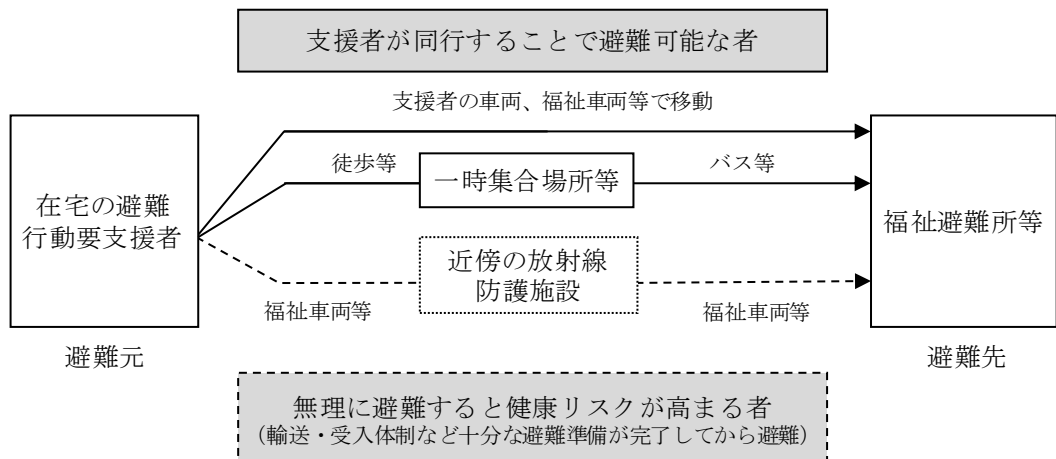 支援者が同行することで避難可能な者
支援者の車両、福祉車両等で移動
徒歩等
一時集合場所等
バス等
在宅の避難
行動要支援者
福祉避難所等
近傍の放射線
防護施設
福祉車両等
福祉車両等
避難元
避難先
無理に避難すると健康リスクが高まる者
（輸送・受入体制など十分な避難準備が完了してから避難）